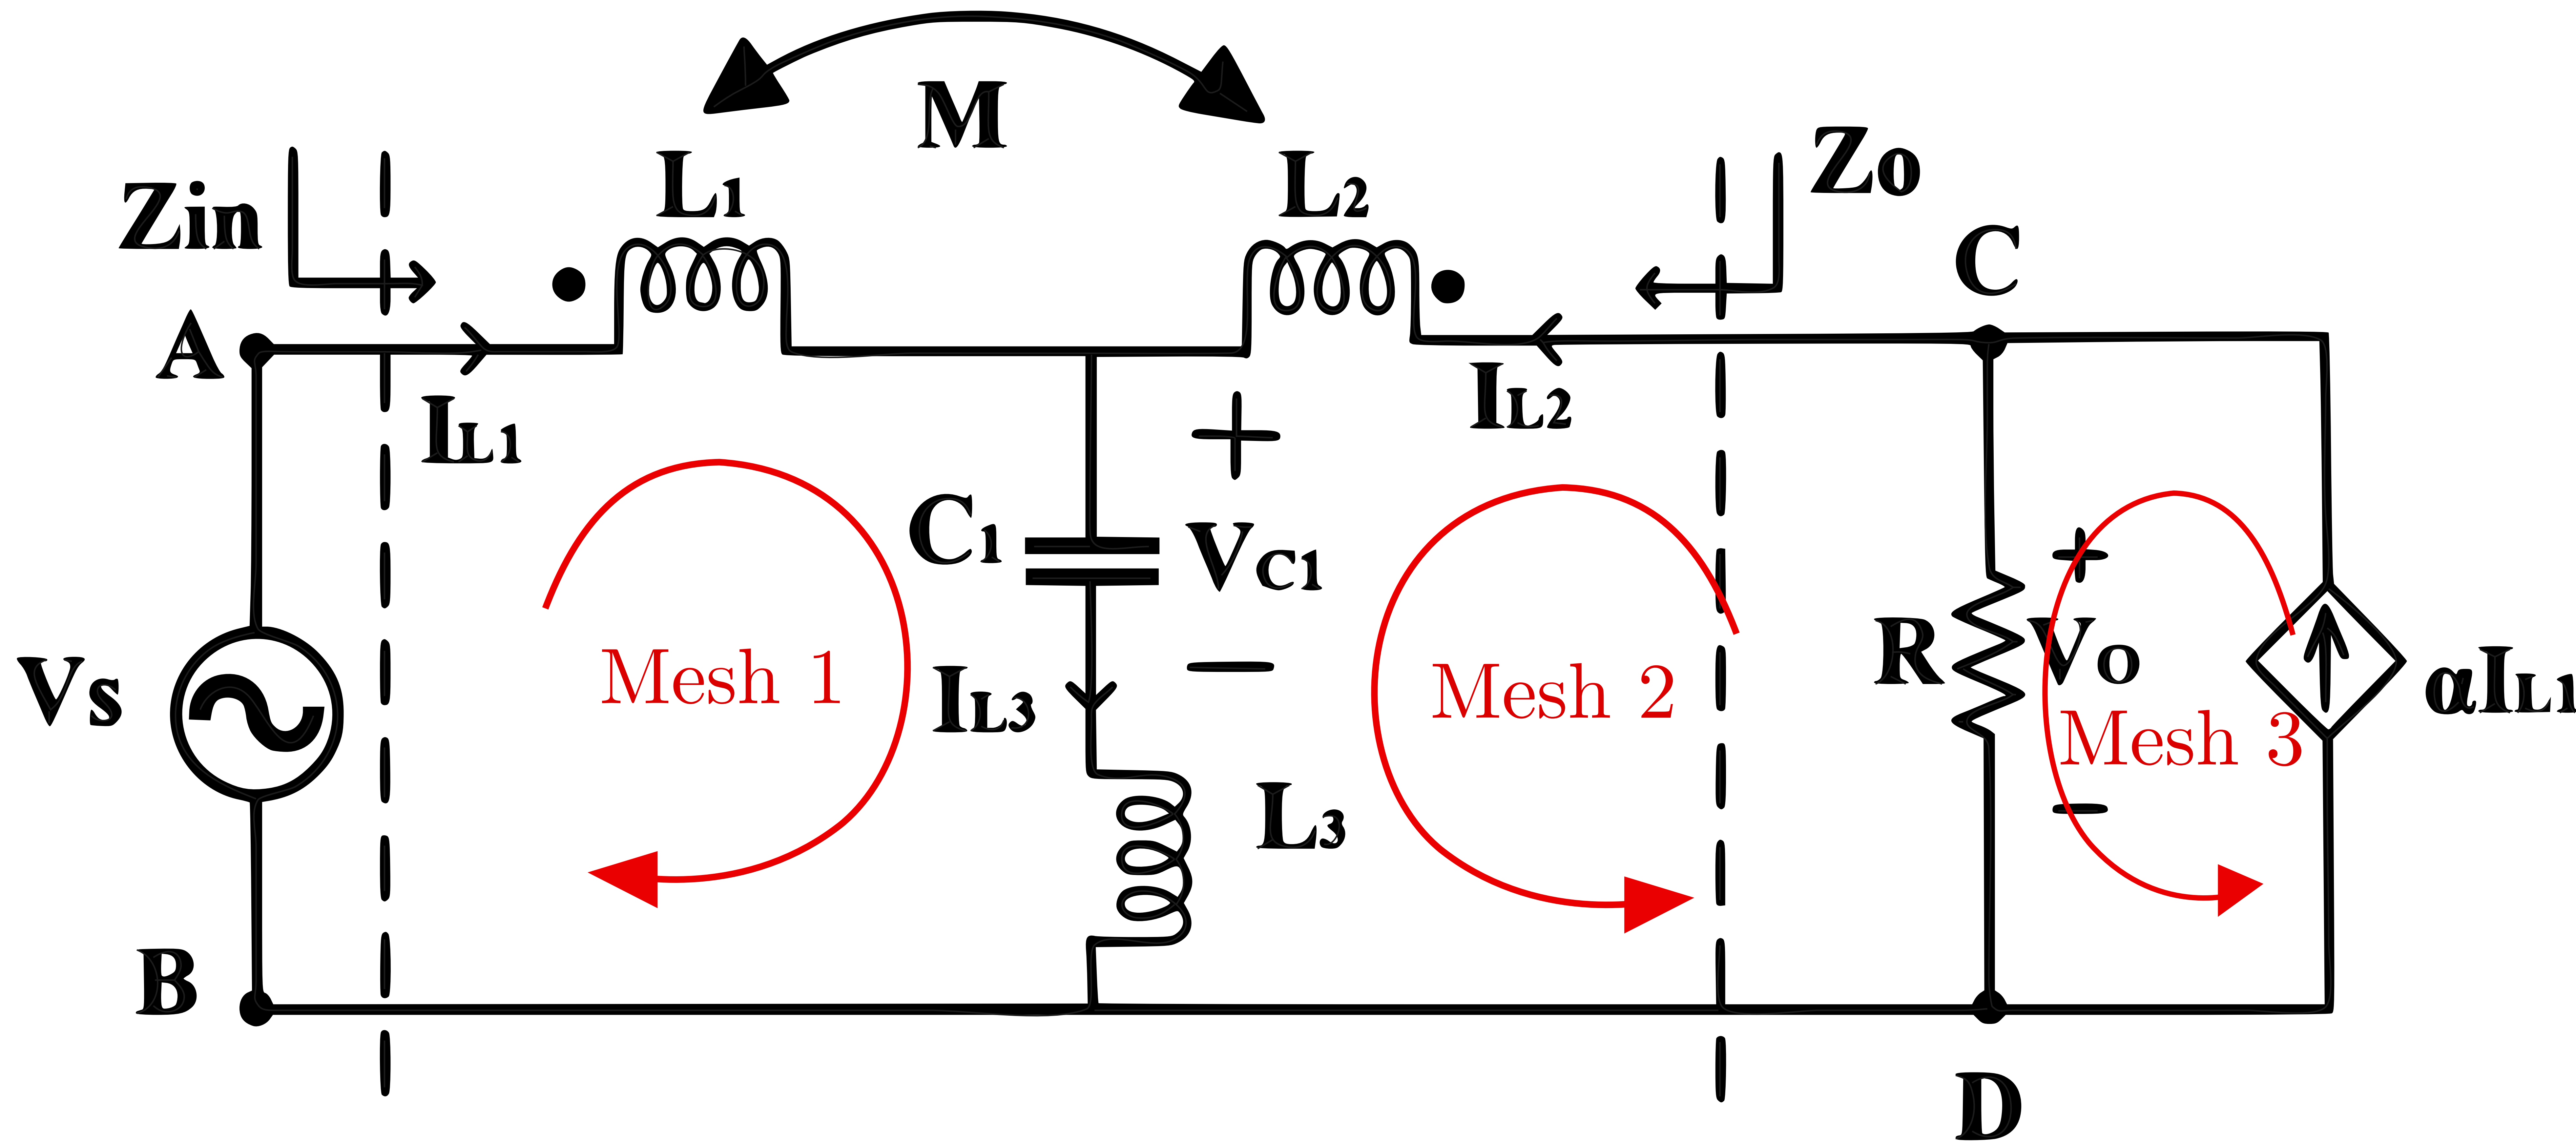 M
L1
L2
Zin
Zo
C
A
IL1
IL2
+
C1
VC1
−
IL3
L3
Vs
Mesh 1
Mesh 2
R
+
VO
−
Mesh 3
αIL1
B
D